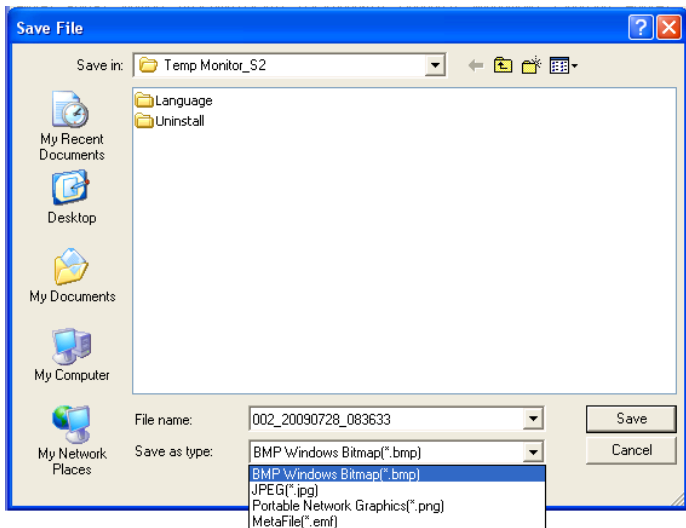 Save File
Save in: Temp Monitor_S2
Language
Uninstall
My Recent
Documents
Desktop
My Documents
My Computer
My Network
Places
File name: 002_20090728_083633 Save
Save as type: BMP Windows Bitmap(*.bmp) Cancel
BMP Windows Bitmap(*.bmp)
JPEG(*.jpg)
Portable Network Graphics(*.png)
MetaFile(*.emf)